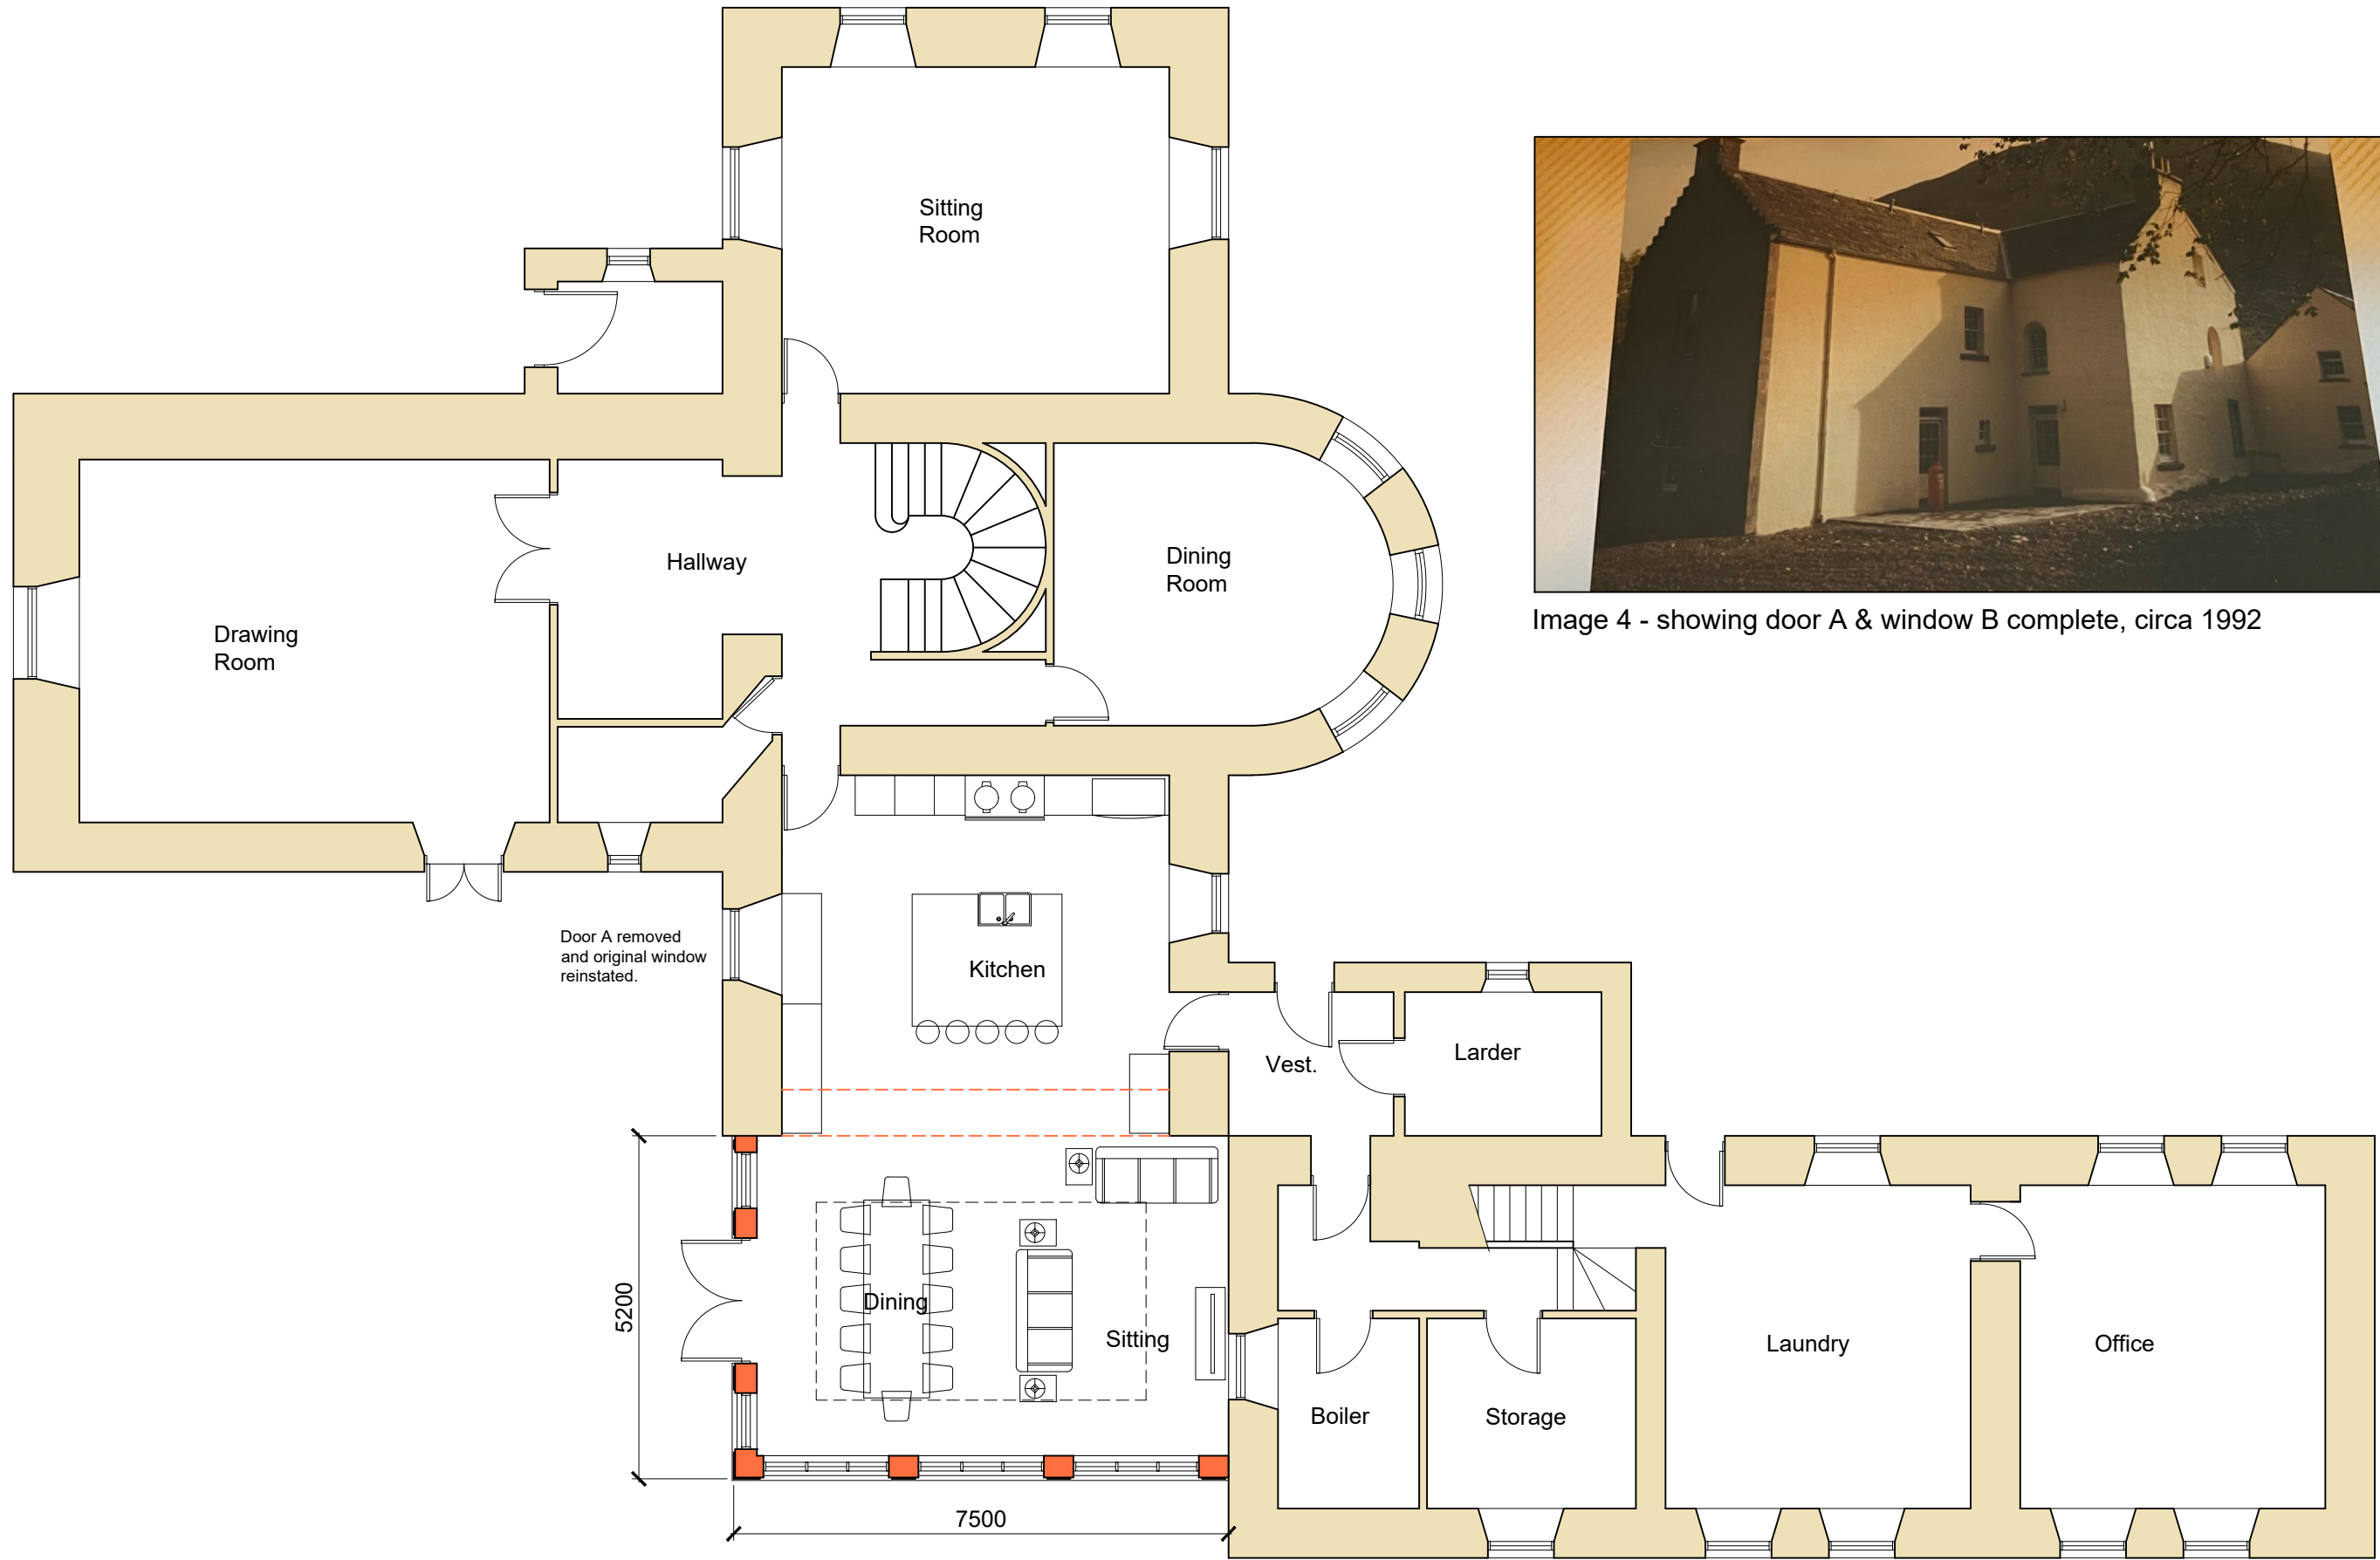 Sitting
Room
Hallway
Dining
Room
Drawing
Room
Image 4 - showing door A & window B complete, circa 1992
Door A removed
and original window
reinstated.
Kitchen
Vest.
Larder
5200
Dining
Sitting
Boiler
Storage
Laundry
Office
7500